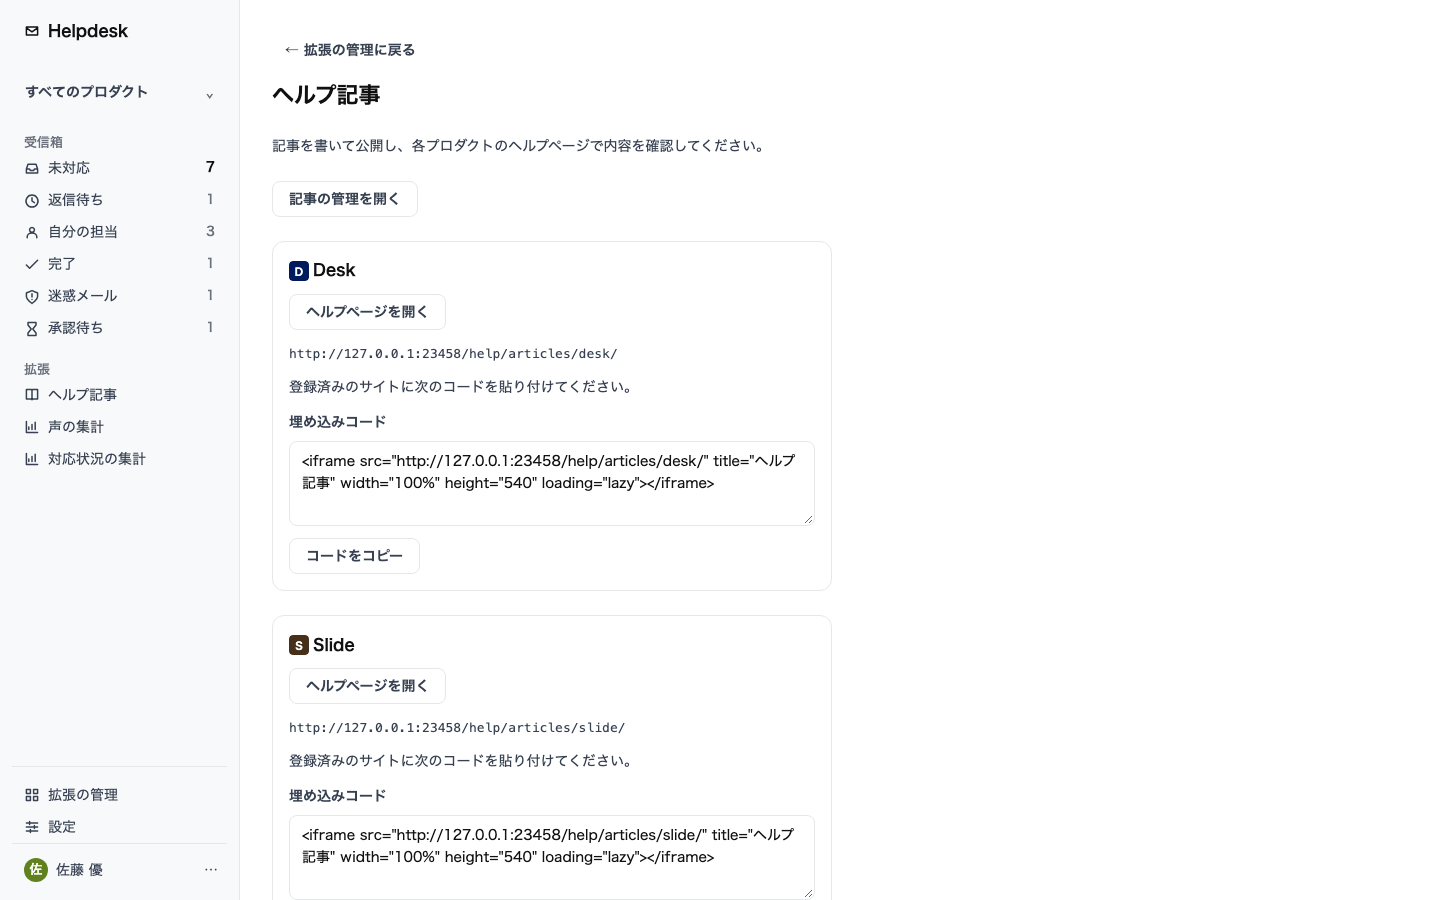 Helpdesk
すべてのプロダクト
受信箱
未対応 7
返信待ち 1
自分の担当 3
完了 1
迷惑メール 1
承認待ち 1
拡張
ヘルプ記事
声の集計
対応状況の集計
拡張の管理
設定
佐 佐藤 優 …
← 拡張の管理に戻る
ヘルプ記事
記事を書いて公開し、各プロダクトのヘルプページで内容を確認してください。
記事の管理を開く
D Desk
ヘルプページを開く
http://127.0.0.1:23458/help/articles/desk/
登録済みのサイトに次のコードを貼り付けてください。
埋め込みコード
<iframe src="http://127.0.0.1:23458/help/articles/desk/" title="ヘルプ
記事" width="100%" height="540" loading="lazy"></iframe>
コードをコピー
S Slide
ヘルプページを開く
http://127.0.0.1:23458/help/articles/slide/
登録済みのサイトに次のコードを貼り付けてください。
埋め込みコード
<iframe src="http://127.0.0.1:23458/help/articles/slide/" title="ヘルプ
記事" width="100%" height="540" loading="lazy"></iframe>